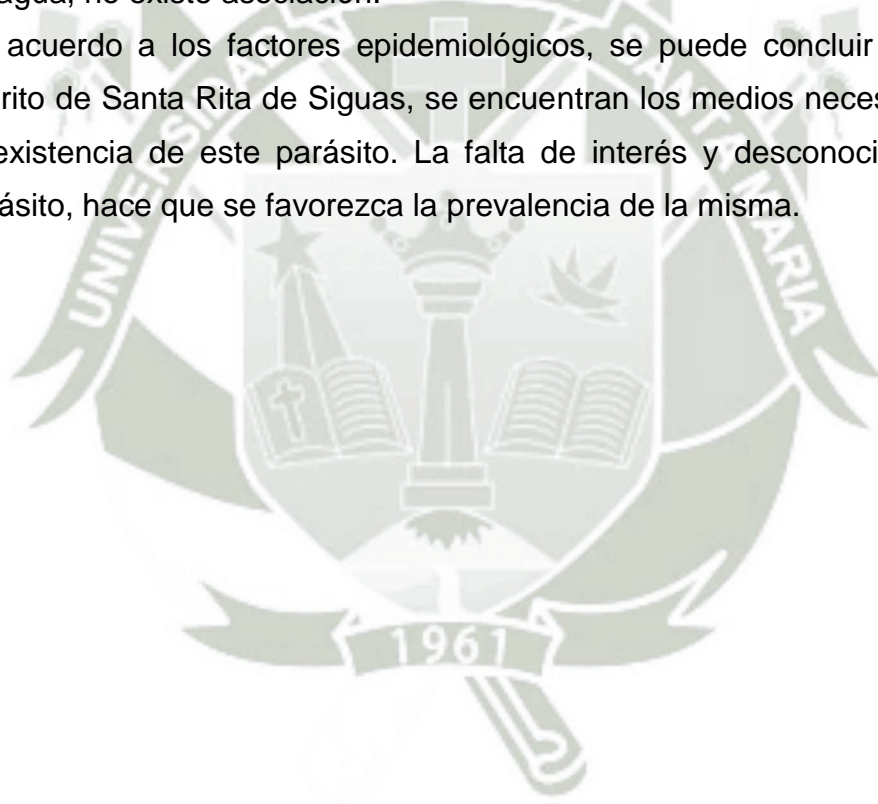 agua, no existe asociación.
acuerdo a los factores epidemiológicos, se puede concluir
rito de Santa Rita de Siguas, se encuentran los medios neces
existencia de este parásito. La falta de interés y desconoci
ásito, hace que se favorezca la prevalencia de la misma.
SANTA MARIA
1961